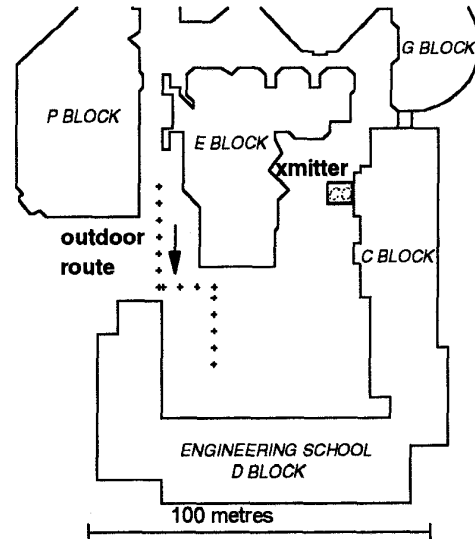 G BLOCK
P BLOCK
E BLOCK
xmitter
outdoor
route
C BLOCK
ENGINEERING SCHOOL
D BLOCK
100 metres